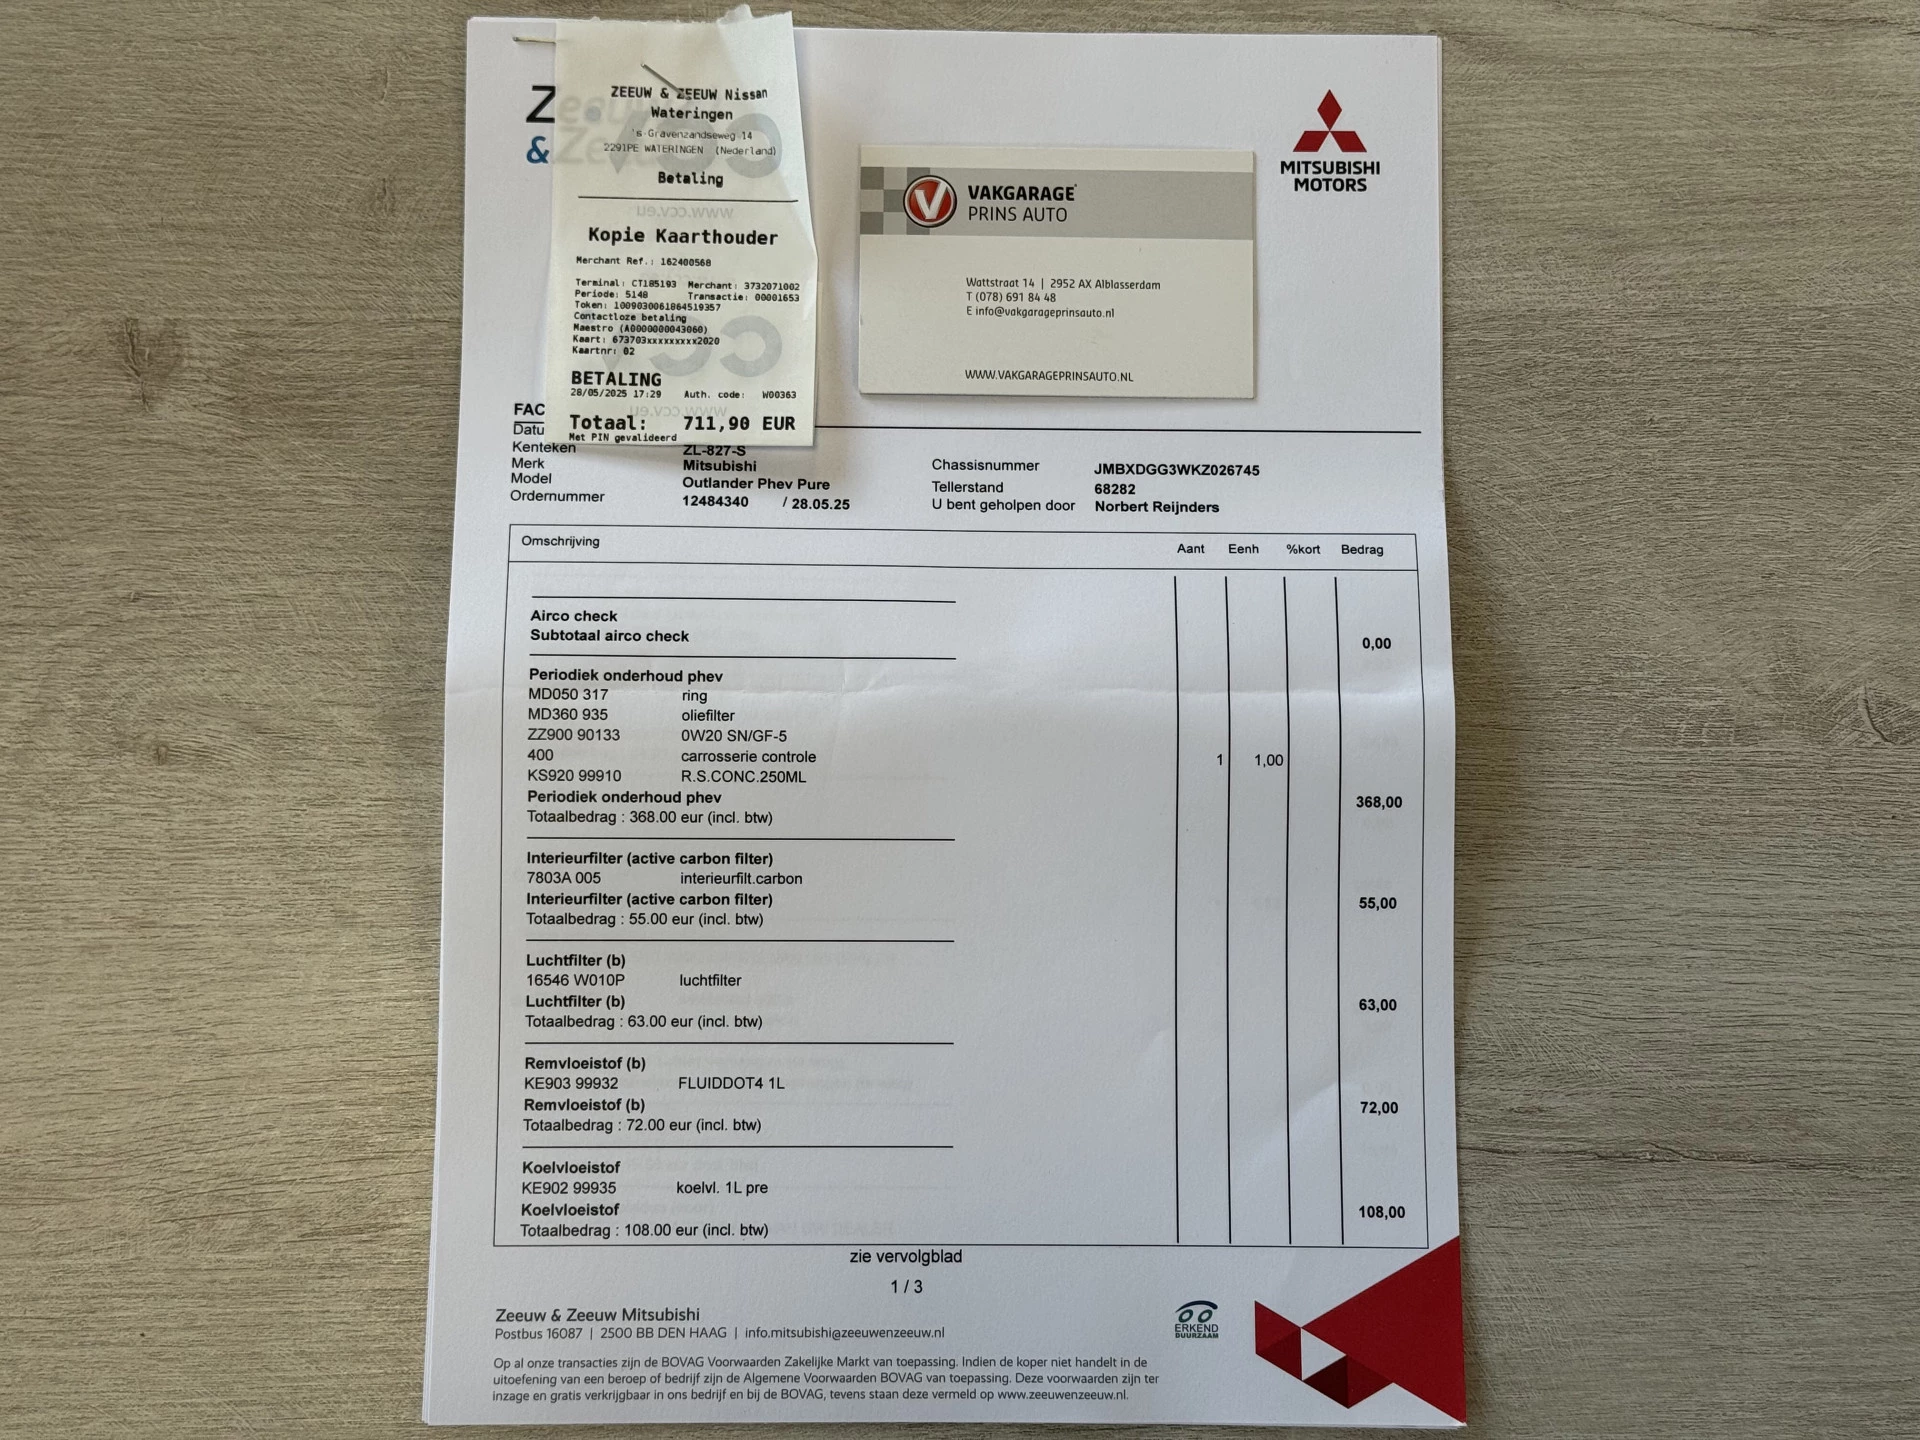 Z
&
ZEEUW & ZEEUW Nissan
Wateringen
's-Gravenzandseweg 14
2291PE WATERINGEN (Nederland)
Betaling
www.ccv.eu
Kopie Kaarthouder
Merchant Ref.: 162400568
Terminal: CT185193 Merchant: 3732071002
Periode: 5148 Transactie: 00001653
Token: 1009030061864519357
Contactloze betaling
Maestro (A0000000043060)
Kaart: 673703xxxxxxxxx2020
Kaartnr: 02
BETALING
28/05/2025 17:29 Auth. code: W00363
www.ccv.eu
Totaal: 711,90 EUR
Met PIN gevalideerd
VAKGARAGE
PRINS AUTO
Wattstraat 14 | 2952 AX Alblasserdam
T (078) 691 84 48
E info@vakgarageprinsauto.nl
WWW.VAKGARAGEPRINSAUTO.NL
MITSUBISHI
MOTORS
FAC
Datu
Kenteken ZL-827-S
Merk Mitsubishi
Model Outlander Phev Pure
Ordernummer 12484340 / 28.05.25
Chassisnummer JMBXDGG3WKZ026745
Tellerstand 68282
U bent geholpen door Norbert Reijnders
Omschrijving Aant Eenh %kort Bedrag
Airco check
Subtotaal airco check 0,00
Periodiek onderhoud phev
MD050 317 ring
MD360 935 oliefilter
ZZ900 90133 0W20 SN/GF-5
400 carrosserie controle 1 1,00
KS920 99910 R.S.CONC.250ML
Periodiek onderhoud phev 368,00
Totaalbedrag : 368.00 eur (incl. btw)
Interieurfilter (active carbon filter)
7803A 005 interieurfilt.carbon
Interieurfilter (active carbon filter) 55,00
Totaalbedrag : 55.00 eur (incl. btw)
Luchtfilter (b)
16546 W010P luchtfilter
Luchtfilter (b) 63,00
Totaalbedrag : 63.00 eur (incl. btw)
Remvloeistof (b)
KE903 99932 FLUIDDOT4 1L
Remvloeistof (b) 72,00
Totaalbedrag : 72.00 eur (incl. btw)
Koelvloeistof
KE902 99935 koelvl. 1L pre
Koelvloeistof 108,00
Totaalbedrag : 108.00 eur (incl. btw)
zie vervolgblad
1 / 3
Zeeuw & Zeeuw Mitsubishi
Postbus 16087 | 2500 BB DEN HAAG | info.mitsubishi@zeeuwenzeeuw.nl
ERKEND
DUURZAAM
Op al onze transacties zijn de BOVAG Voorwaarden Zakelijke Markt van toepassing. Indien de koper niet handelt in de
uitoefening van een beroep of bedrijf zijn de Algemene Voorwaarden BOVAG van toepassing. Deze voorwaarden zijn ter
inzage en gratis verkrijgbaar in ons bedrijf en bij de BOVAG, tevens staan deze vermeld op www.zeeuwenzeeuw.nl.